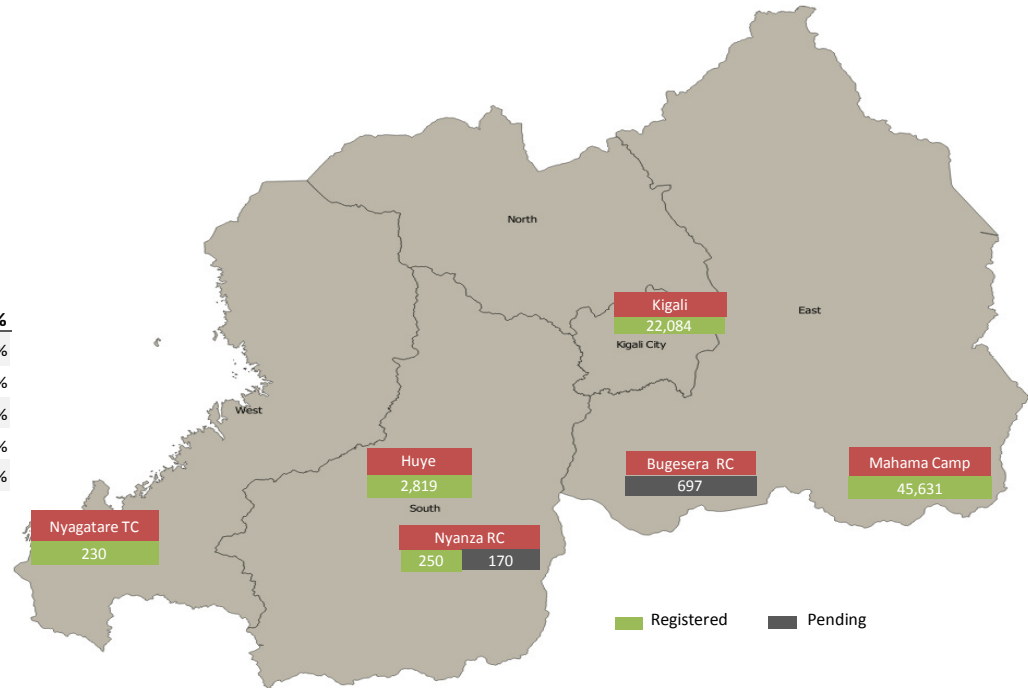 North
Kigali
22,084
Kigali City
East
%
%
%
%
%
%
West
Huye
2,819
South
Bugesera RC
697
Mahama Camp
45,631
Nyagatare TC
230
Nyanza RC
250 170
Registered Pending